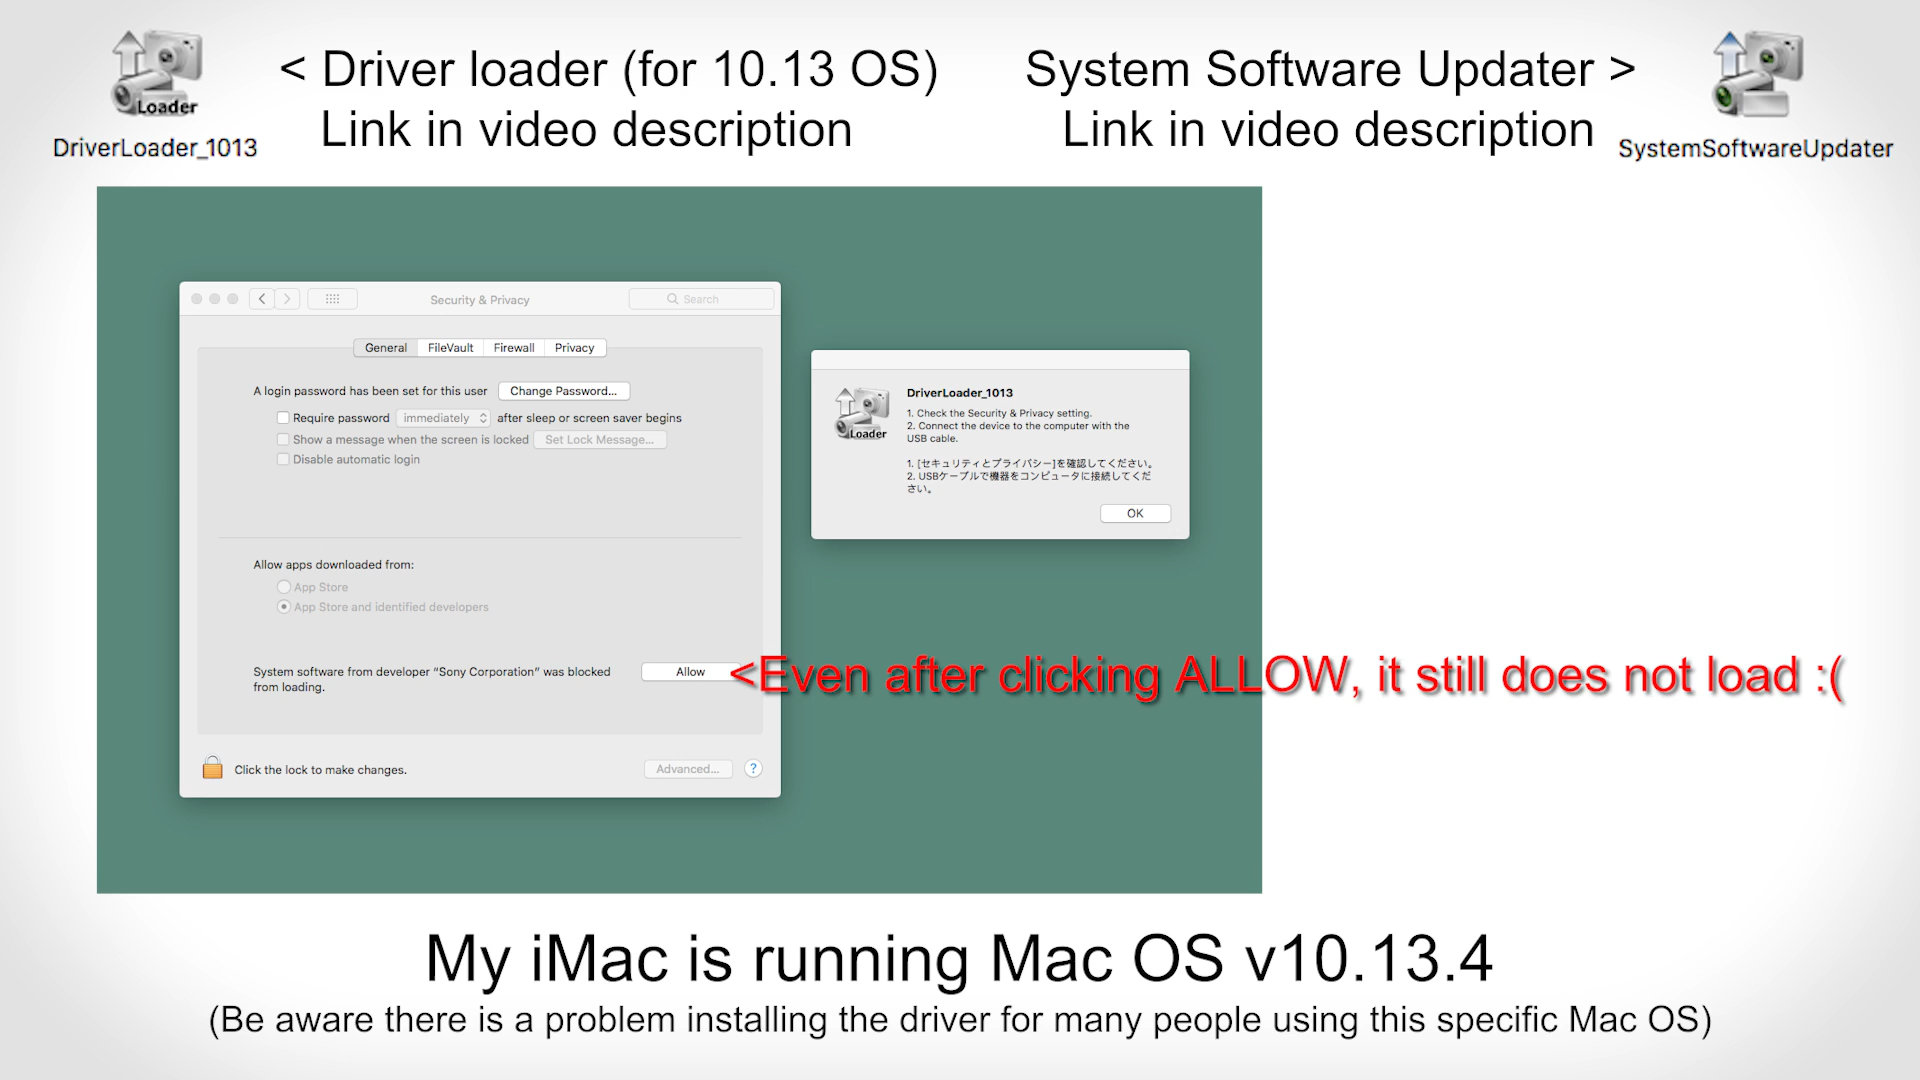 < Driver loader (for 10.13 OS)
Link in video description
System Software Updater >
Link in video description
Loader
DriverLoader_1013
SystemSoftwareUpdater
Security & Privacy
Search
General
FileVault
Firewall
Privacy
A login password has been set for this user
Change Password...
Require password
immediately
after sleep or screen saver begins
Show a message when the screen is locked
Set Lock Message...
Disable automatic login
Allow apps downloaded from:
App Store
App Store and identified developers
System software from developer “Sony Corporation” was blocked
from loading.
Allow
Click the lock to make changes.
Advanced...
?
Loader
DriverLoader_1013
1. Check the Security & Privacy setting.
2. Connect the device to the computer with the
USB cable.
1. [セキュリティとプライバシー]を確認してください。
2. USBケーブルで機器をコンピュータに接続してくだ
さい。
OK
<Even after clicking ALLOW, it still does not load :(
My iMac is running Mac OS v10.13.4
(Be aware there is a problem installing the driver for many people using this specific Mac OS)